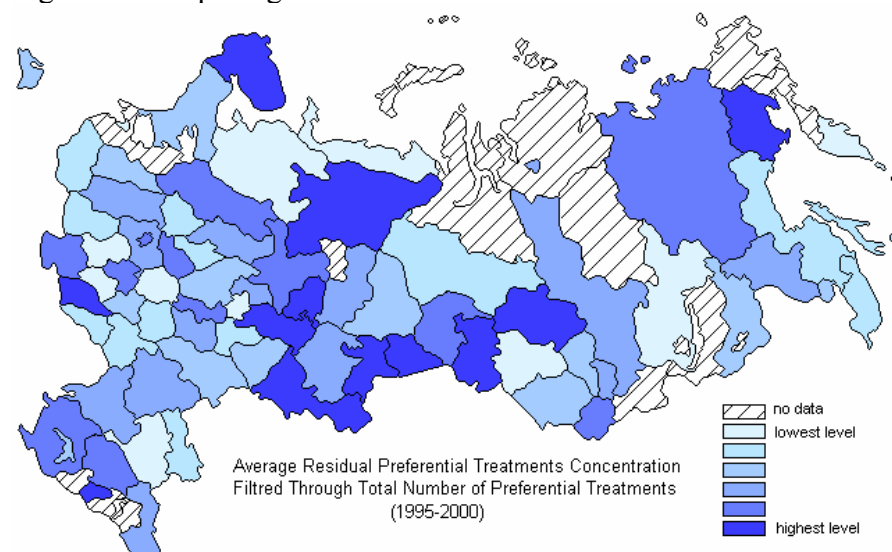 no data
lowest level
Average Residual Preferential Treatments Concentration
Filtred Through Total Number of Preferential Treatments
(1995-2000)
highest level